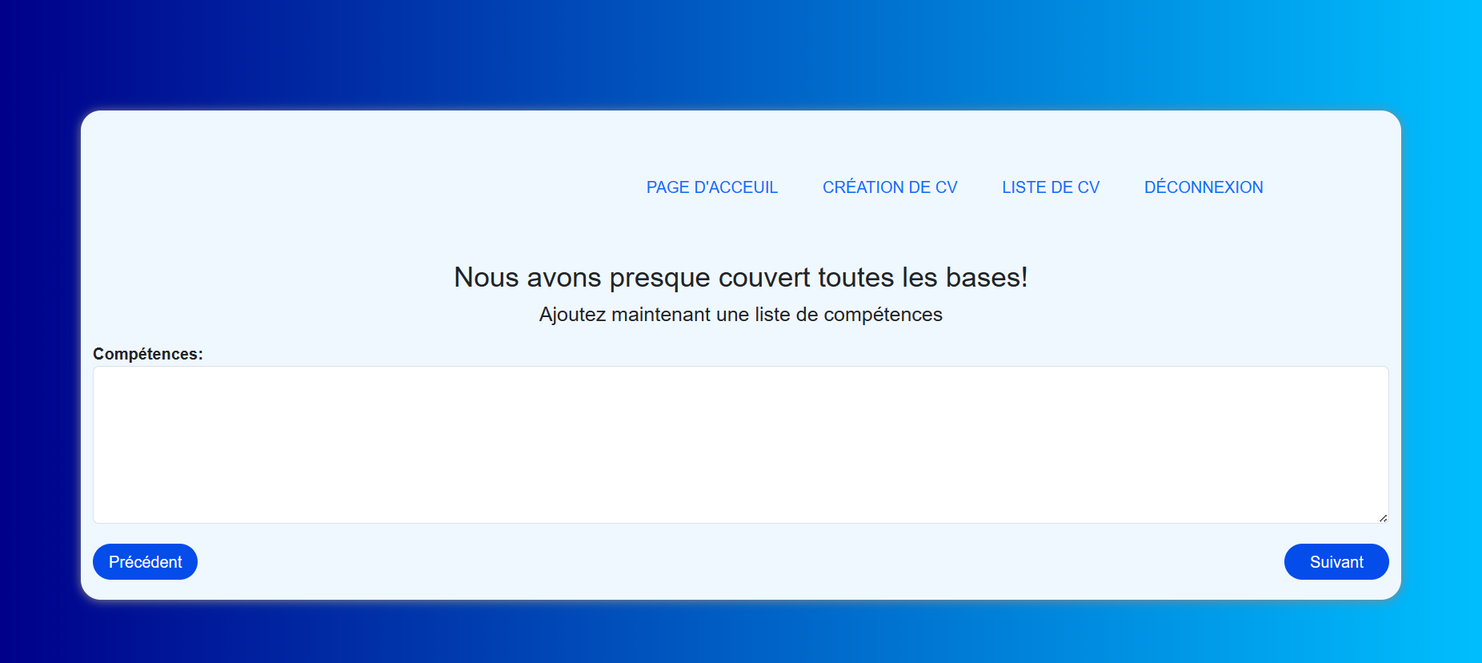 PAGE D'ACCEUIL CRÉATION DE CV LISTE DE CV DÉCONNEXION
Nous avons presque couvert toutes les bases!
Ajoutez maintenant une liste de compétences
Compétences:
Précédent Suivant